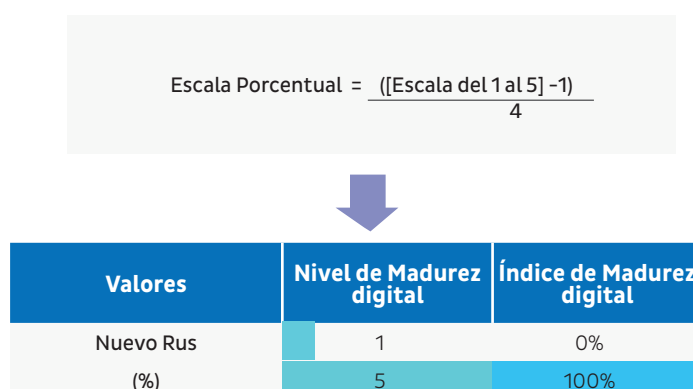 Escala Porcentual = ([Escala del 1 al 5] -1)
4
Valores
Nivel de Madurez
digital
Índice de Madurez
digital
Nuevo Rus 1 0%
(%) 5 100%